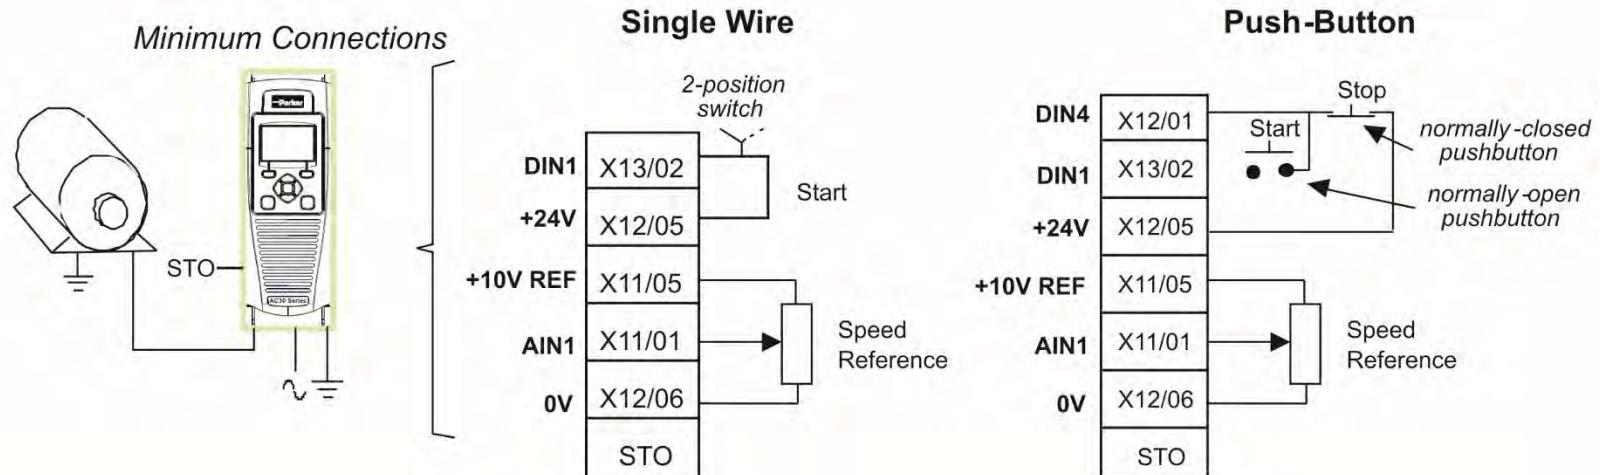 Minimum Connections
Parker
AC30 Series
STO
Single Wire
2-position
switch
DIN1 X13/02
Start
+24V X12/05
+10V REF X11/05
AIN1 X11/01
Speed
Reference
0V X12/06
STO
Push-Button
Stop
DIN4 X12/01
Start
normally-closed
pushbutton
DIN1 X13/02
normally-open
pushbutton
+24V X12/05
+10V REF X11/05
AIN1 X11/01
Speed
Reference
0V X12/06
STO